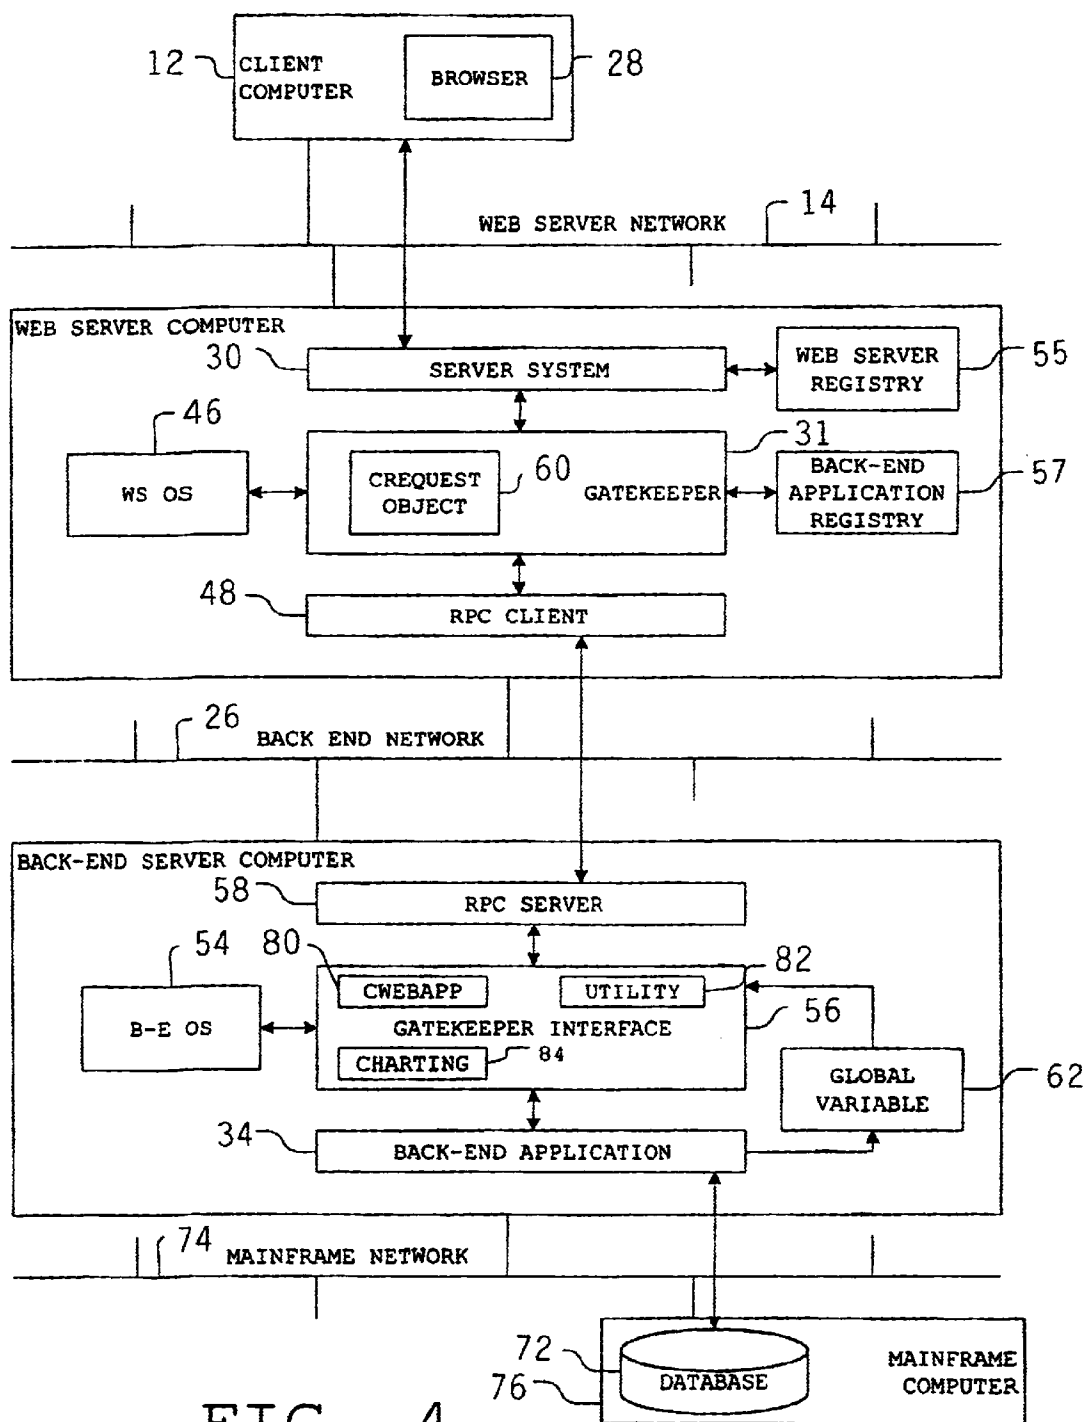 12
CLIENT
COMPUTER
BROWSER
28
WEB SERVER NETWORK
14
WEB SERVER COMPUTER
30
SERVER SYSTEM
WEB SERVER
REGISTRY
55
46
WS OS
CREQUEST
OBJECT
60
GATEKEEPER
31
BACK-END
APPLICATION
REGISTRY
57
48
RPC CLIENT
26
BACK END NETWORK
BACK-END SERVER COMPUTER
58
RPC SERVER
54
B-E OS
80
CWEBAPP
UTILITY
82
GATEKEEPER INTERFACE
56
CHARTING
84
GLOBAL
VARIABLE
62
34
BACK-END APPLICATION
74
MAINFRAME NETWORK
72
76
DATABASE
MAINFRAME
COMPUTER
FIG. 4